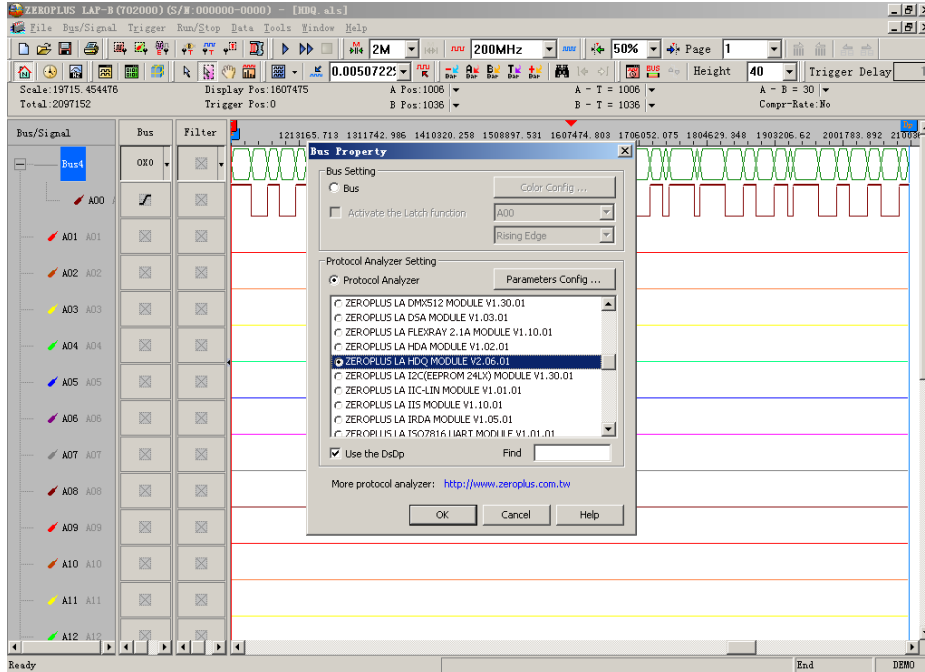 ZEROPLUS LAP-B(702000)(S/N:000000-0000) - [HDQ.als]
File Bus/Signal Trigger Run/Stop Data Tools Window Help
2M 200MHz 50% Page 1
Height 40 Trigger Delay
Scale:19715.454476 Display Pos:1607475 A Pos:1006 A - T = 1006 A - B = 30
Total:2097152 Trigger Pos:0 B Pos:1036 B - T = 1036 Compr-Rate:No
Bus/Signal Bus Filter
1213165.713 1311742.986 1410320.258 1508897.531 1607474.803 1706052.075 1804629.348 1903206.62 2001783.892
Bus4 0X0
A00
A01 A01
A02 A02
A03 A03
A04 A04
A05 A05
A06 A06
A07 A07
A08 A08
A09 A09
A10 A10
A11 A11
A12 A12
Bus Property
Bus Setting
Bus
Color Config ...
Activate the Latch function
A00
Rising Edge
Protocol Analyzer Setting
Protocol Analyzer
Parameters Config ...
ZEROPLUS LA DMX512 MODULE V1.30.01
ZEROPLUS LA DSA MODULE V1.03.01
ZEROPLUS LA FLEXRAY 2.1A MODULE V1.10.01
ZEROPLUS LA HDA MODULE V1.02.01
ZEROPLUS LA HDQ MODULE V2.06.01
ZEROPLUS LA I2C(EEPROM 24LX) MODULE V1.30.01
ZEROPLUS LA IIC-LIN MODULE V1.01.01
ZEROPLUS LA IIS MODULE V1.10.01
ZEROPLUS LA IRDA MODULE V1.05.01
ZEROPLUS LA ISO7816 UART MODULE V1.01.01
Use the DsDp
Find
More protocol analyzer: http://www.zeroplus.com.tw
OK Cancel Help
Ready End DEMO